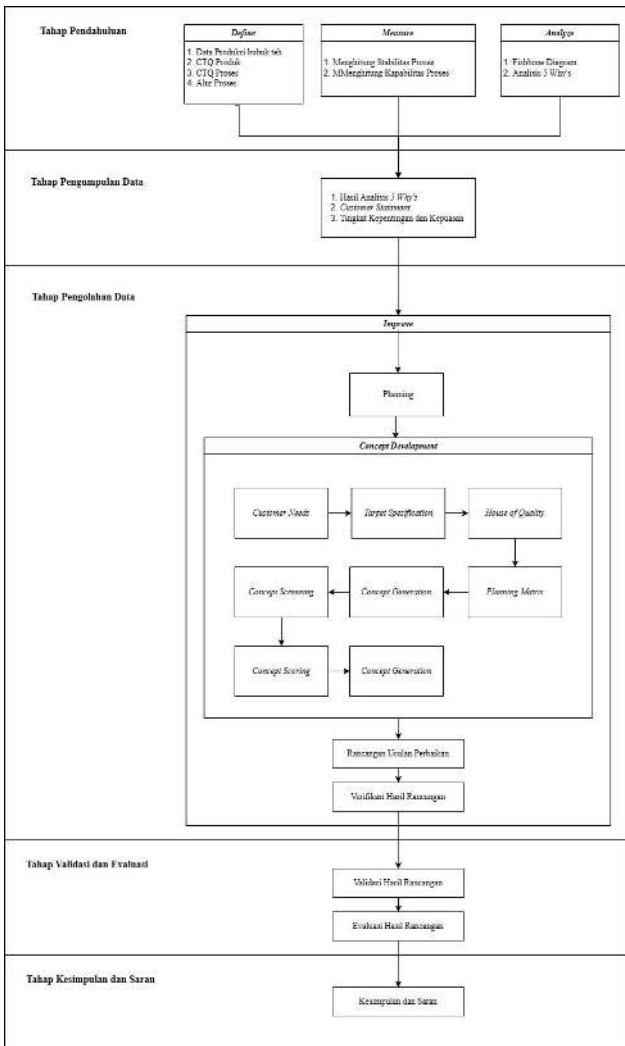 Tahap Pendahuluan
Define
1. Data Produksi bubuk teh
2. CTQ Produk
3. CTQ Proses
4. Alur Proses
Measure
1. Menghitung Stabilitas Proses
2. MMenghitung Kapabilitas Proses
Analyze
1. Fishbone Diagram
2. Analisis 5 Why's
Tahap Pengumpulan Data
1. Hasil Analisis 5 Why's
2. Customer Statement
3. Tingkat Kepentingan dan Kepuasan
Tahap Pengolahan Data
Improve
Planning
Concept Development
Customer Needs
Target Spesification
House of Quality
Concept Screening
Concept Generation
Planning Matrix
Concept Scoring
Concept Generation
Rancangan Usulan Perbaikan
Verifikasi Hasil Rancangan
Tahap Validasi dan Evaluasi
Validasi Hasil Rancangan
Evaluasi Hasil Rancangan
Tahap Kesimpulan dan Saran
Kesimpulan dan Saran